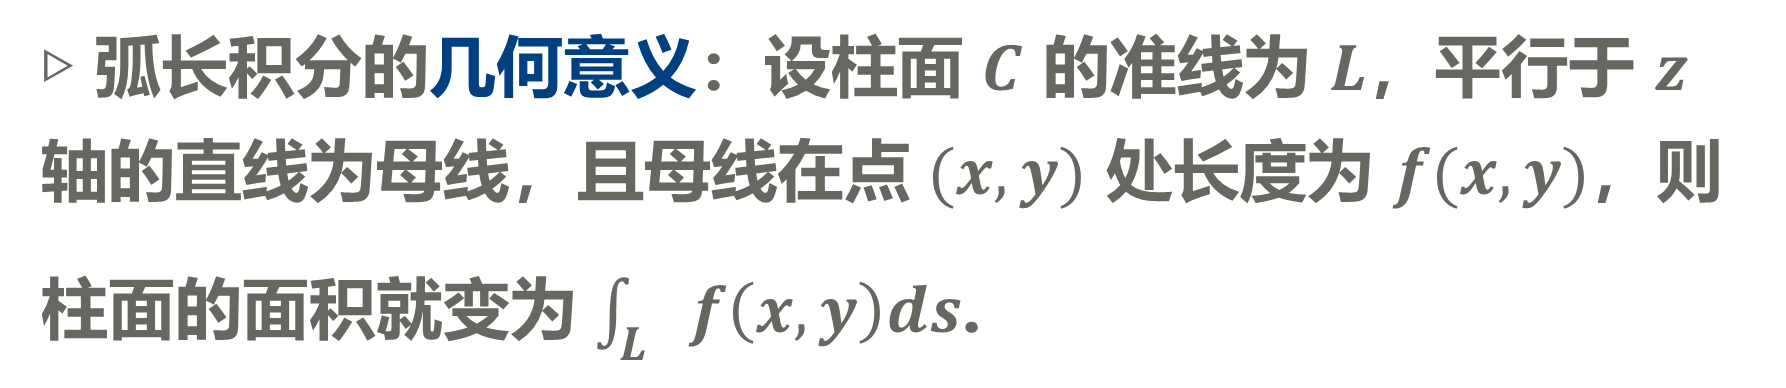 ▷ 弧长积分的几何意义：设柱面 C 的准线为 L，平行于 z
轴的直线为母线，且母线在点 (x, y) 处长度为 f(x, y)，则
柱面的面积就变为 ∫_L f(x, y)ds.